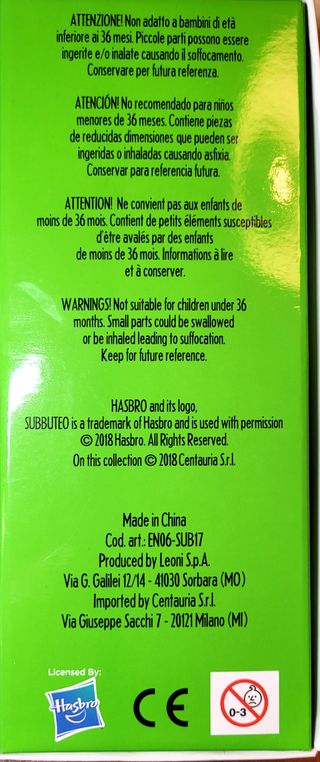 ATTENZIONE! Non adatto a bambini di età
inferiore ai 36 mesi. Piccole parti possono essere
ingerite e/o inalate causando il soffocamento.
Conservare per futura referenza.
ATENCIÓN! No recomendado para niños
menores de 36 meses. Contiene piezas
de reducidas dimensiones que pueden ser
ingeridas o inhaladas causando asfixia.
Conservar para referencia futura.
ATTENTION! Ne convient pas aux enfants de
moins de 36 mois. Contient de petits éléments susceptibles
d'être avalés par des enfants
de moins de 36 mois. Informations à lire
et à conserver.
WARNINGS! Not suitable for children under 36
months. Small parts could be swallowed
or be inhaled leading to suffocation.
Keep for future reference.
HASBRO and its logo,
SUBBUTEO is a trademark of Hasbro and is used with permission
© 2018 Hasbro. All Rights Reserved.
On this collection © 2018 Centauria S.r.l.
Made in China
Cod. art.: EN06-SUB17
Produced by Leoni S.p.A.
Via G. Galilei 12/14 - 41030 Sorbara (MO)
Imported by Centauria S.r.l.
Via Giuseppe Sacchi 7 - 20121 Milano (MI)
Licensed By:
Hasbro
CE
0-3